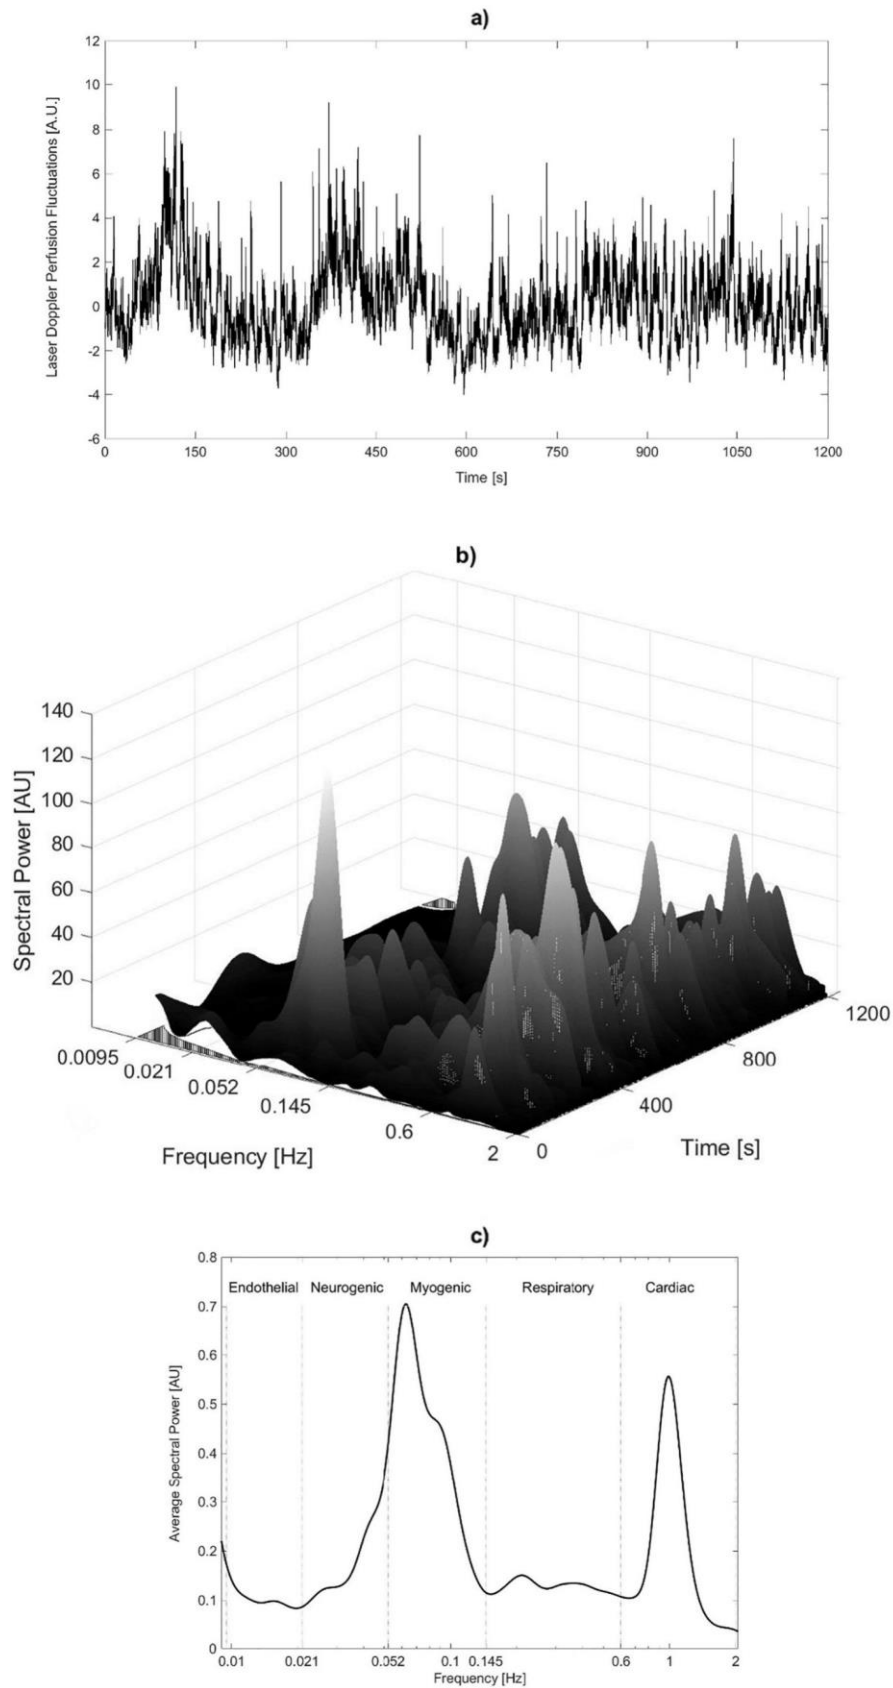 a)
12
10
8
6
4
2
0
-2
-4
-6
Laser Doppler Perfusion Fluctuations [A.U.]
0 150 300 450 600 750 900 1050 1200
Time [s]
b)
140
120
100
80
60
40
20
Spectral Power [AU]
0.0095
0.021
0.052
0.145
0.6
2
Frequency [Hz]
0
400
800
1200
Time [s]
c)
0.8
0.7
0.6
0.5
0.4
0.3
0.2
0.1
0
Average Spectral Power [AU]
Endothelial Neurogenic Myogenic Respiratory Cardiac
0.01 0.021 0.052 0.1 0.145 0.6 1 2
Frequency [Hz]